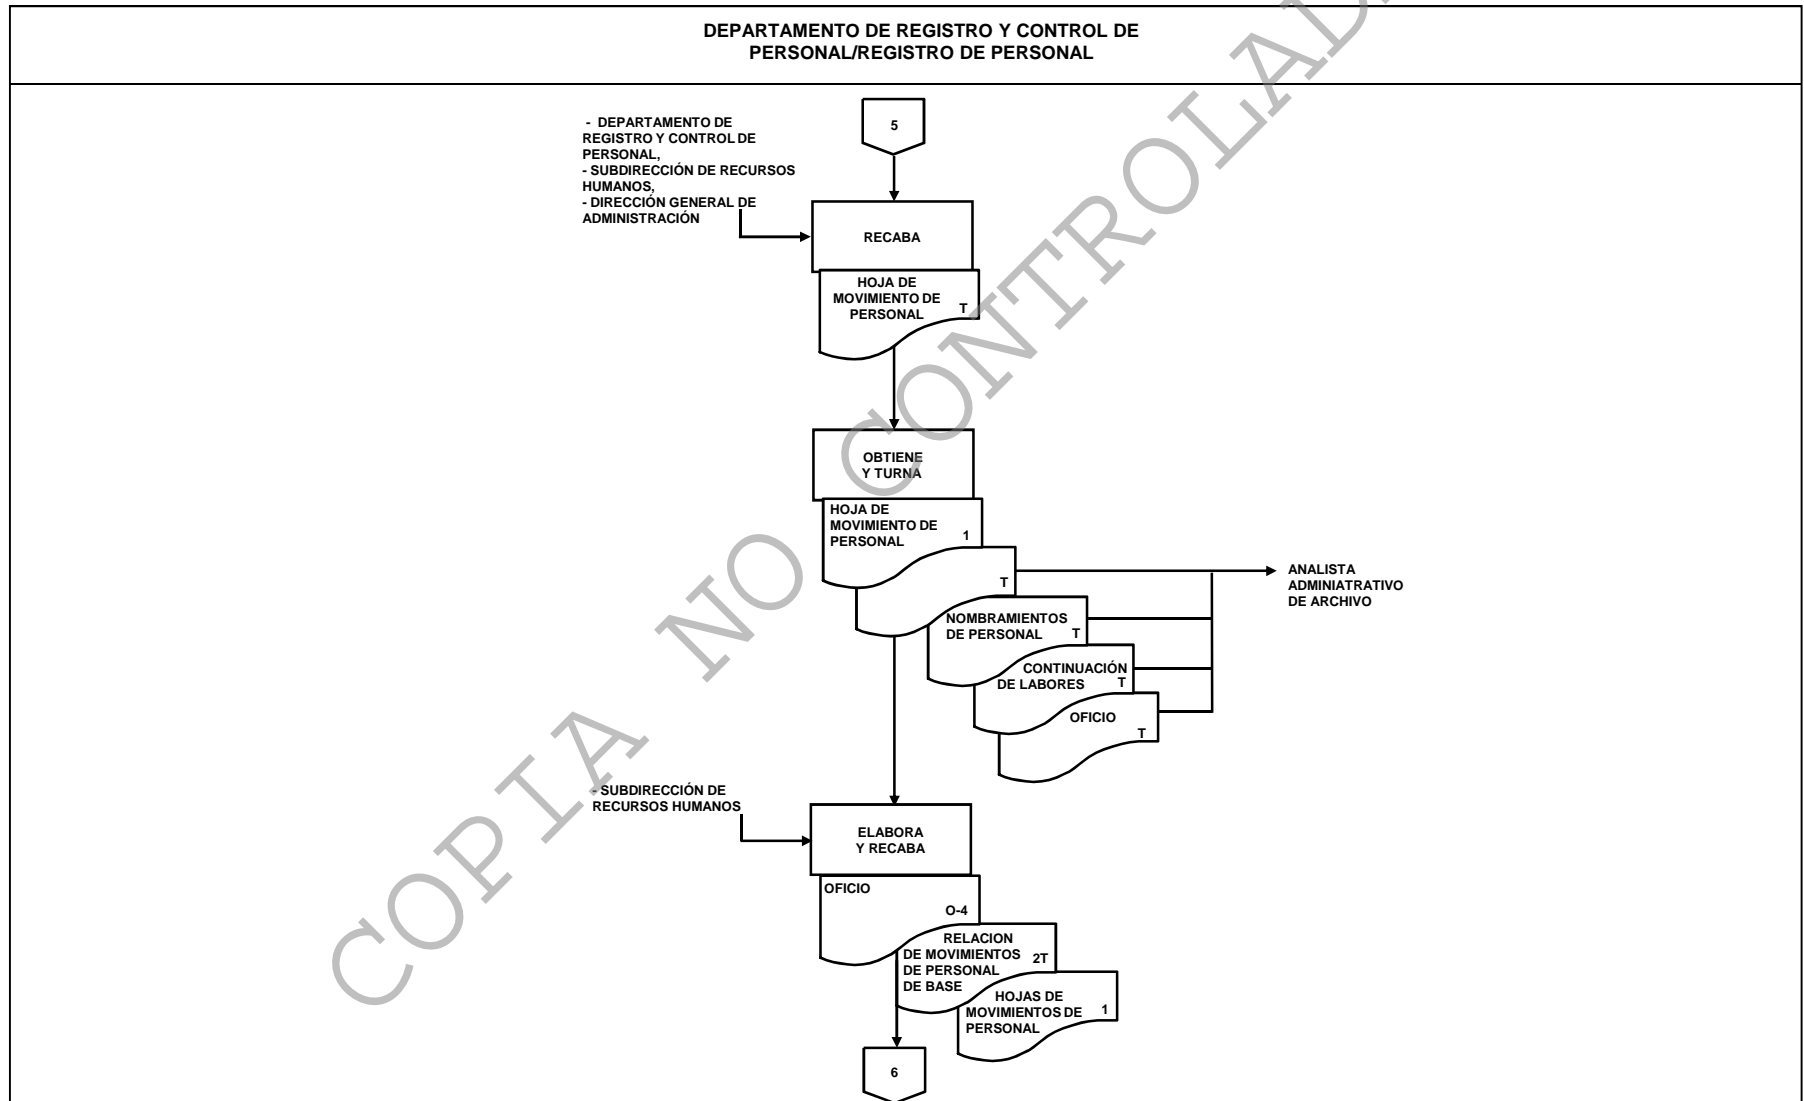 DEPARTAMENTO DE REGISTRO Y CONTROL DE
PERSONAL/REGISTRO DE PERSONAL
5
- DEPARTAMENTO DE
REGISTRO Y CONTROL DE
PERSONAL,
- SUBDIRECCIÓN DE RECURSOS
HUMANOS,
- DIRECCIÓN GENERAL DE
ADMINISTRACIÓN
RECABA
HOJA DE
MOVIMIENTO DE
PERSONAL
T
OBTIENE
Y TURNA
HOJA DE
MOVIMIENTO DE
PERSONAL
1
T
ANALISTA
ADMINIATRATIVO
DE ARCHIVO
NOMBRAMIENTOS
DE PERSONAL
T
CONTINUACIÓN
DE LABORES
T
OFICIO
T
- SUBDIRECCIÓN DE
RECURSOS HUMANOS
ELABORA
Y RECABA
OFICIO
O-4
RELACION
DE MOVIMIENTOS
DE PERSONAL
DE BASE
2T
HOJAS DE
MOVIMIENTOS DE
PERSONAL
1
6
COPIA NO CONTROLAD